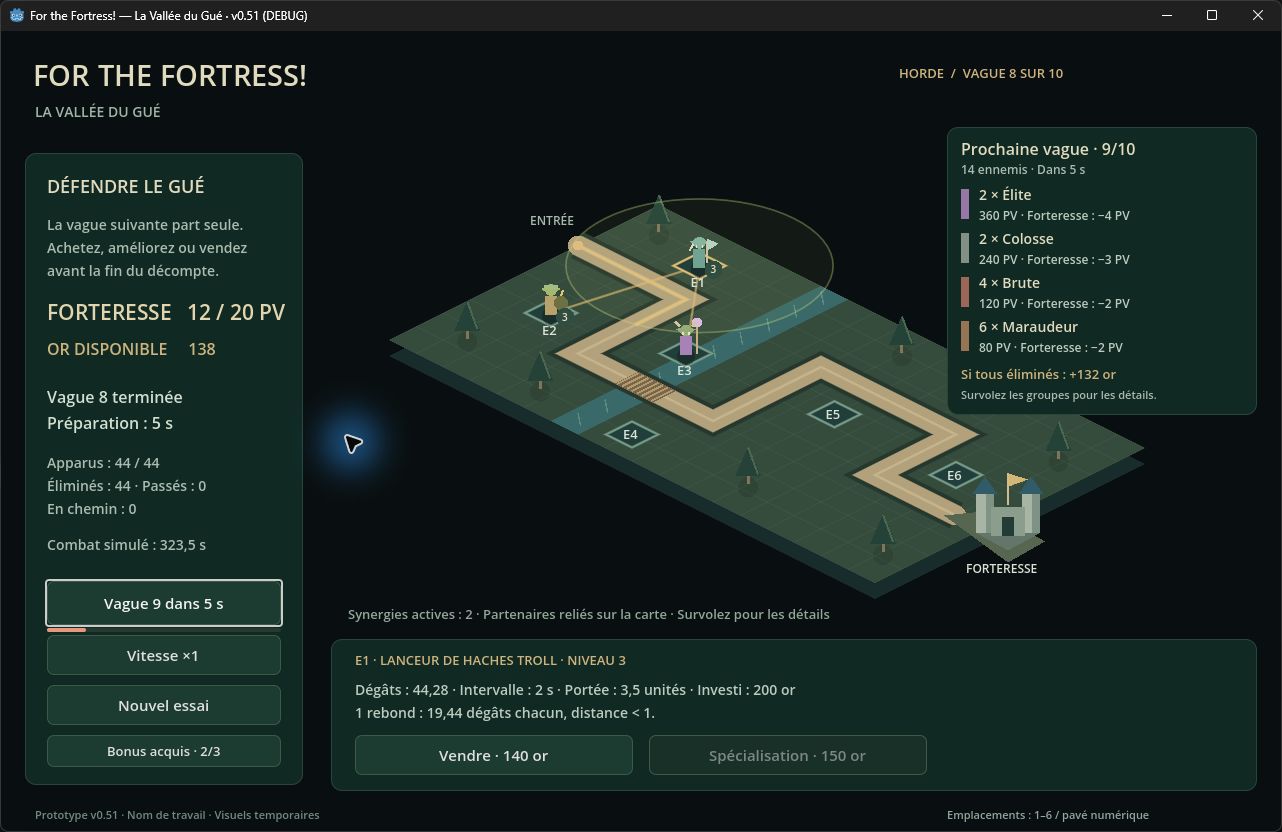 For the Fortress! — La Vallée du Gué · v0.51 (DEBUG)
FOR THE FORTRESS!
LA VALLÉE DU GUÉ
HORDE / VAGUE 8 SUR 10
DÉFENDRE LE GUÉ
La vague suivante part seule.
Achetez, améliorez ou vendez
avant la fin du décompte.
FORTERESSE 12 / 20 PV
OR DISPONIBLE 138
Vague 8 terminée
Préparation : 5 s
Apparus : 44 / 44
Éliminés : 44 · Passés : 0
En chemin : 0
Combat simulé : 323,5 s
Vague 9 dans 5 s
Vitesse ×1
Nouvel essai
Bonus acquis · 2/3
ENTRÉE
3
E1
3
E2
E3
E4
E5
E6
FORTERESSE
Prochaine vague · 9/10
14 ennemis · Dans 5 s
2 × Élite
360 PV · Forteresse : −4 PV
2 × Colosse
240 PV · Forteresse : −3 PV
4 × Brute
120 PV · Forteresse : −2 PV
6 × Maraudeur
80 PV · Forteresse : −2 PV
Si tous éliminés : +132 or
Survolez les groupes pour les détails.
Synergies actives : 2 · Partenaires reliés sur la carte · Survolez pour les détails
E1 · LANCEUR DE HACHES TROLL · NIVEAU 3
Dégâts : 44,28 · Intervalle : 2 s · Portée : 3,5 unités · Investi : 200 or
1 rebond : 19,44 dégâts chacun, distance < 1.
Vendre · 140 or
Spécialisation · 150 or
Prototype v0.51 · Nom de travail · Visuels temporaires
Emplacements : 1–6 / pavé numérique